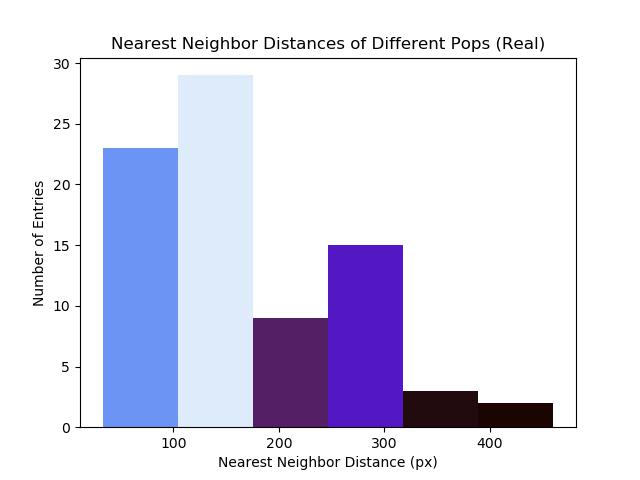 Nearest Neighbor Distances of Different Pops (Real)
30
25
20
15
10
5
0
Number of Entries
100 200 300 400
Nearest Neighbor Distance (px)